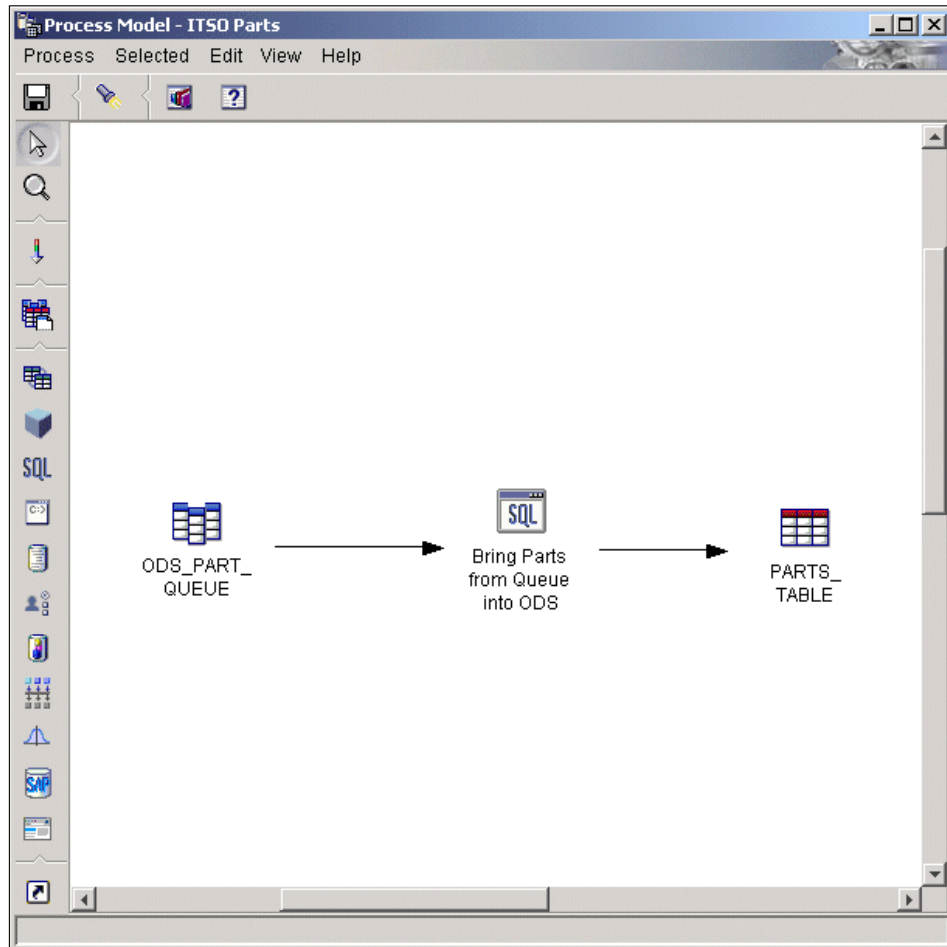 Process Model - ITSO Parts
Process Selected Edit View Help
SQL
SQL
ODS_PART_
QUEUE
Bring Parts
from Queue
into ODS
PARTS_
TABLE
SAP